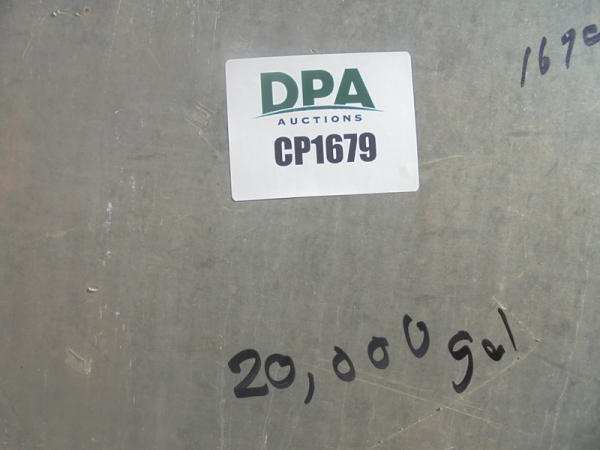 DPA
AUCTIONS
CP1679
20,000 gal